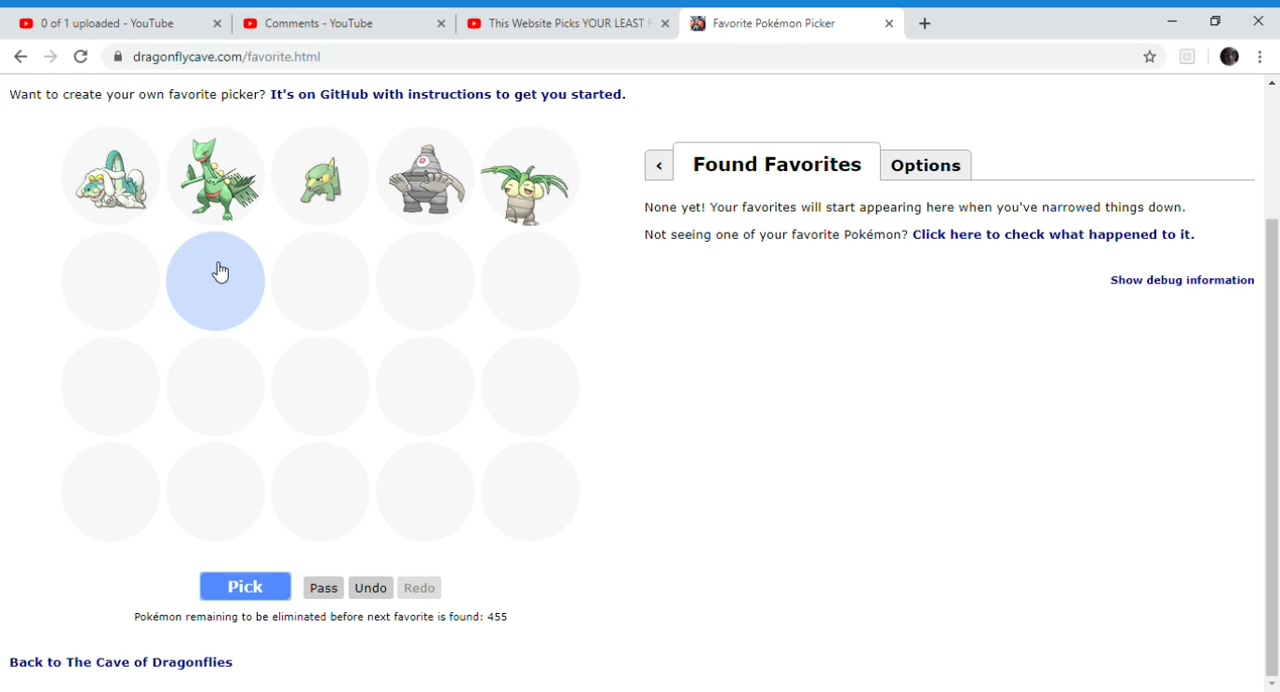 0 of 1 uploaded - YouTube
Comments - YouTube
This Website Picks YOUR LEAST
Favorite Pokémon Picker
dragonflycave.com/favorite.html
Want to create your own favorite picker? It's on GitHub with instructions to get you started.
‹ Found Favorites Options
None yet! Your favorites will start appearing here when you've narrowed things down.
Not seeing one of your favorite Pokémon? Click here to check what happened to it.
Show debug information
Pick Pass Undo Redo
Pokémon remaining to be eliminated before next favorite is found: 455
Back to The Cave of Dragonflies